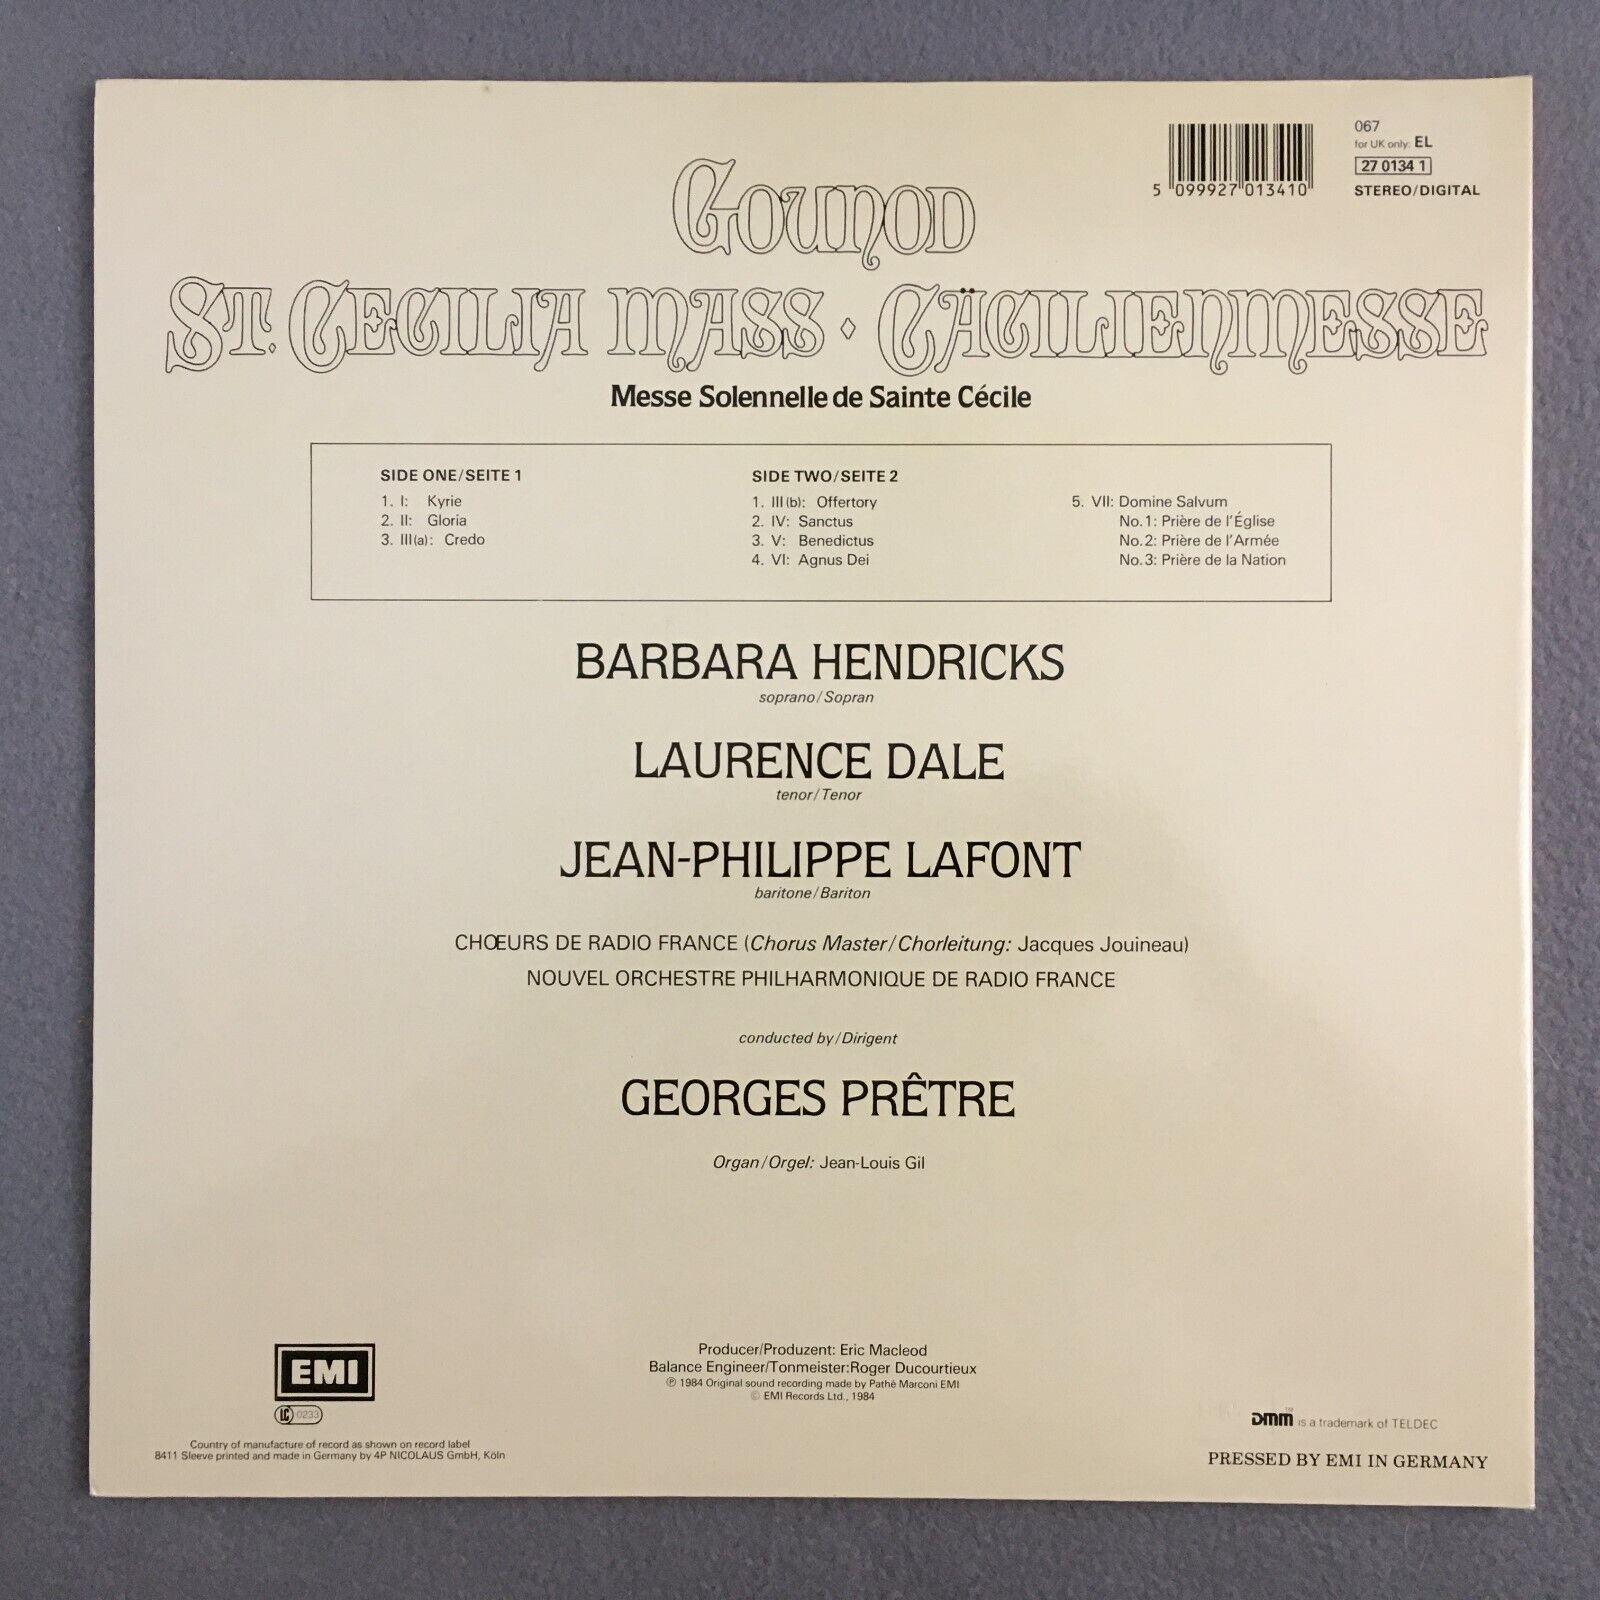 067
for UK only: EL
27 0134 1
STEREO/DIGITAL
5 099927 013410
GOUNOD
ST. CECILIA MASS · CÄCILIENMESSE
Messe Solennelle de Sainte Cécile
SIDE ONE/SEITE 1
1. I: Kyrie
2. II: Gloria
3. III(a): Credo
SIDE TWO/SEITE 2
1. III(b): Offertory
2. IV: Sanctus
3. V: Benedictus
4. VI: Agnus Dei
5. VII: Domine Salvum
No. 1: Prière de l'Église
No. 2: Prière de l'Armée
No. 3: Prière de la Nation
BARBARA HENDRICKS
soprano/Sopran
LAURENCE DALE
tenor/Tenor
JEAN-PHILIPPE LAFONT
baritone/Bariton
CHŒURS DE RADIO FRANCE (Chorus Master/Chorleitung: Jacques Jouineau)
NOUVEL ORCHESTRE PHILHARMONIQUE DE RADIO FRANCE
conducted by/Dirigent
GEORGES PRÊTRE
Organ/Orgel: Jean-Louis Gil
EMI
LC 0233
Country of manufacture of record as shown on record label
8411 Sleeve printed and made in Germany by 4P NICOLAUS GmbH, Köln
Producer/Produzent: Eric Macleod
Balance Engineer/Tonmeister:Roger Ducourtieux
℗ 1984 Original sound recording made by Pathé Marconi EMI
© EMI Records Ltd., 1984
DMM™ is a trademark of TELDEC
PRESSED BY EMI IN GERMANY